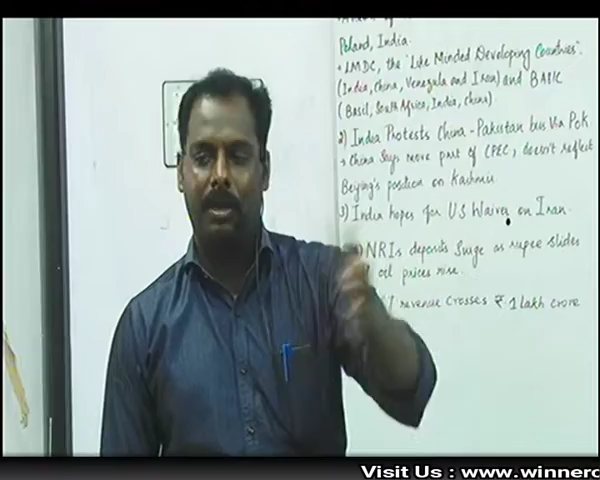 Poland, India.
• LMDC, the "Like Minded Developing Countries".
(India, China, Venezula and Iran) and BASIC
(Basil, South Africa, India, China).
2) India Protests China - Pakistan bus Via Pok
→ China Says move part of CPEC, doesn't reflect
Beijing's position on Kashmir
3) India hopes for US Waiver on Iran.
NRIs deposits Surge as rupee slides
oil prices rise.
revenue crosses ₹ 1 lakh crore
Visit Us : www.winnerc